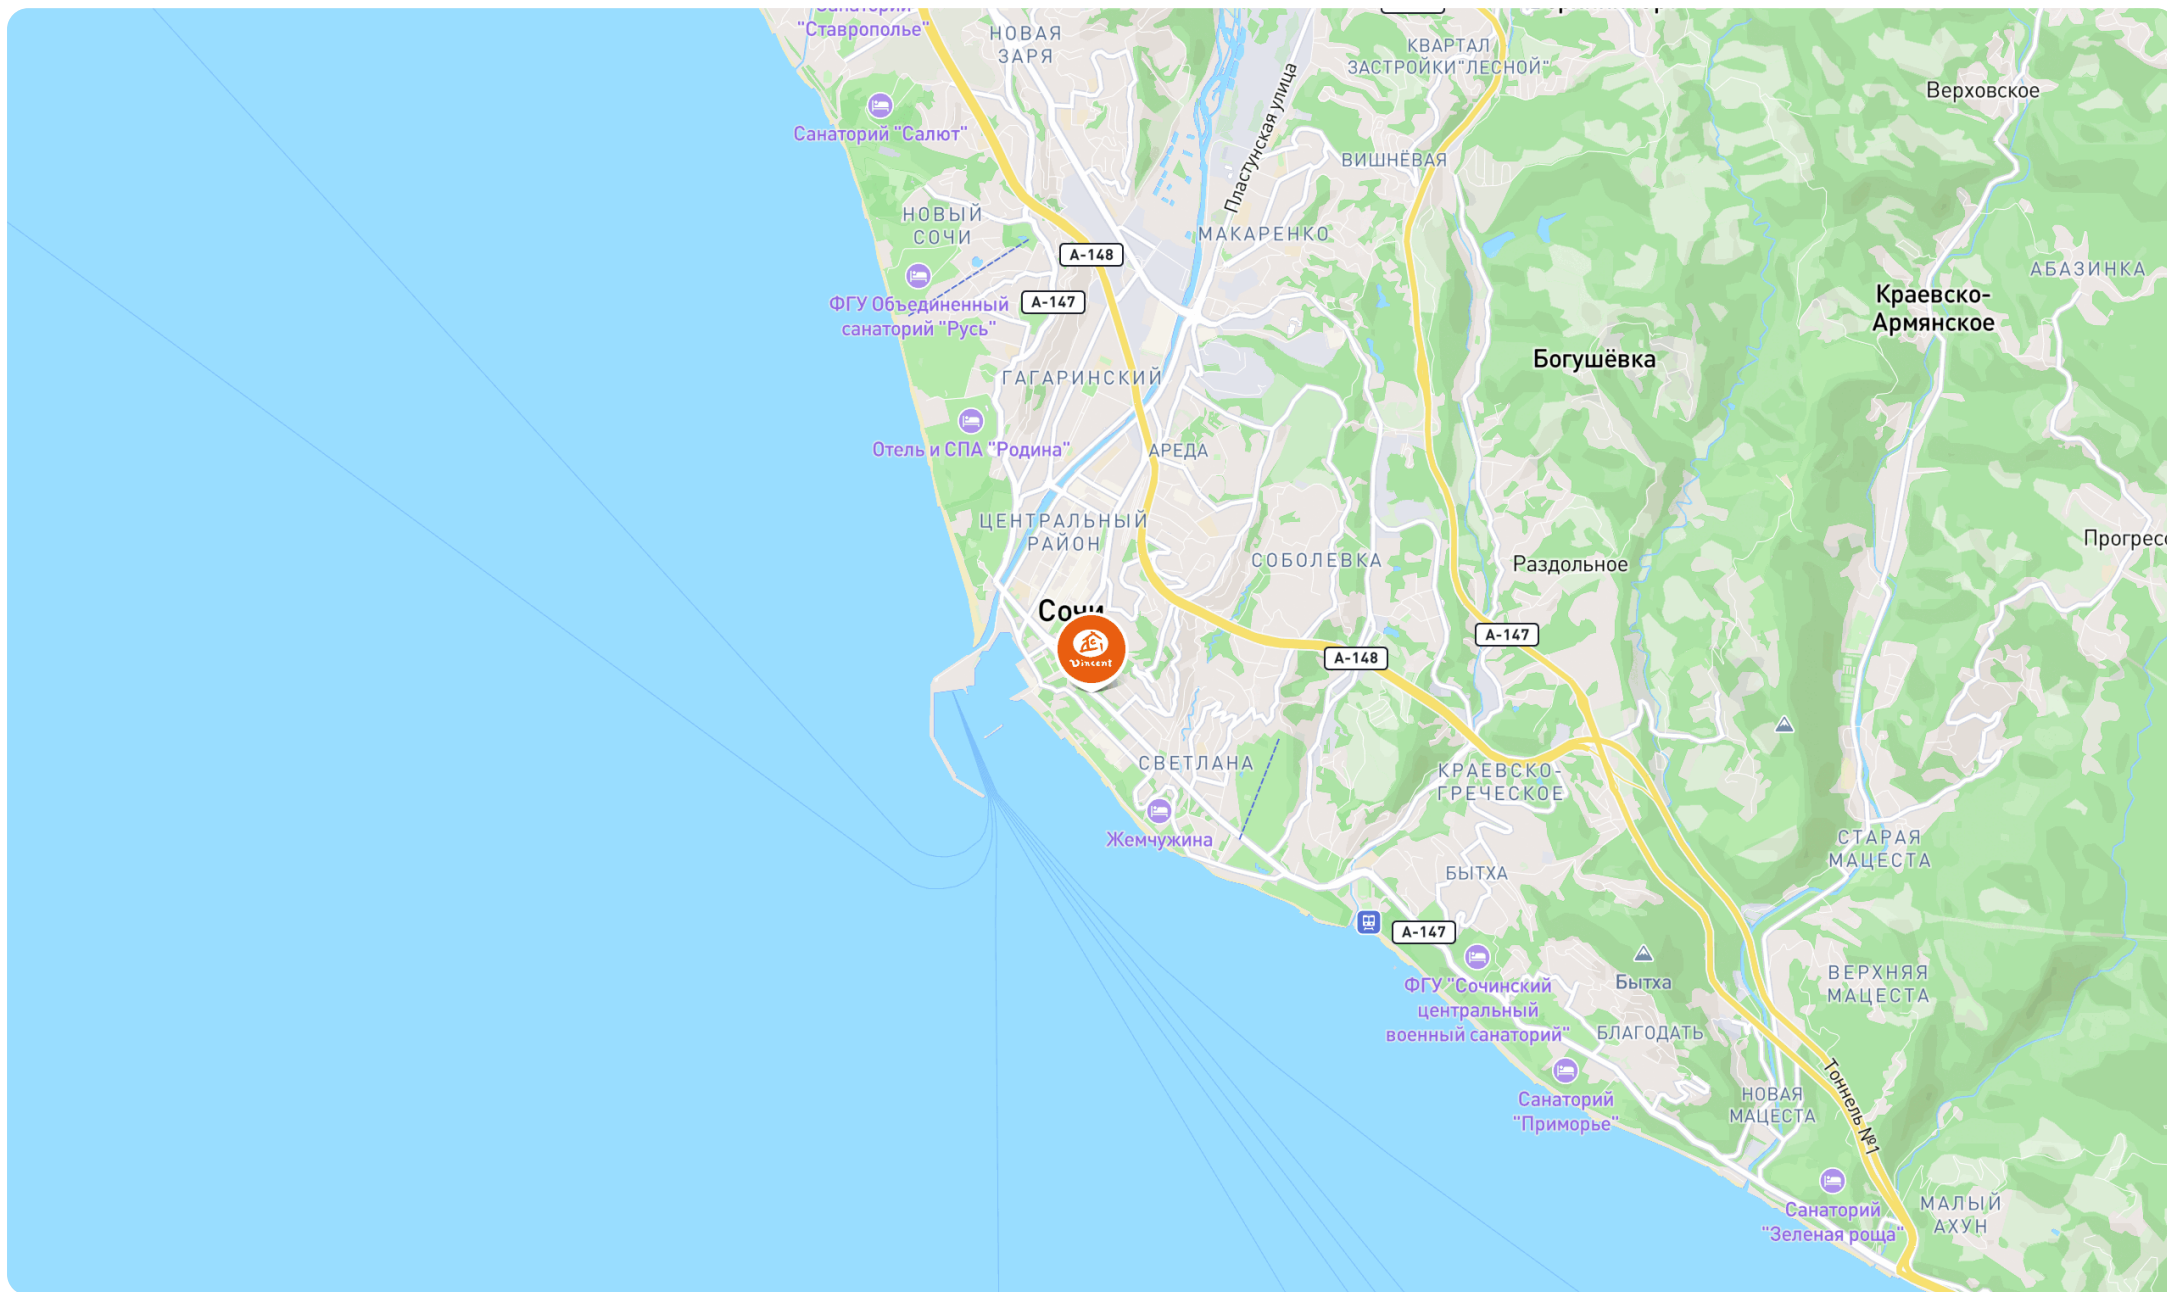 Санаторий
"Ставрополье"
НОВАЯ
ЗАРЯ
КВАРТАЛ
ЗАСТРОЙКИ"ЛЕСНОЙ"
Верховское
Санаторий "Салют"
Пластунская улица
ВИШНЁВАЯ
НОВЫЙ
СОЧИ
МАКАРЕНКО
А-148
АБАЗИНКА
ФГУ Объединенный
санаторий "Русь"
А-147
Краевско-
Армянское
Богушёвка
ГАГАРИНСКИЙ
Отель и СПА "Родина"
АРЕДА
ЦЕНТРАЛЬНЫЙ
РАЙОН
Прогресс
СОБОЛЕВКА
Раздольное
Сочи
Vincent
А-147
А-148
СВЕТЛАНА
КРАЕВСКО-
ГРЕЧЕСКОЕ
Жемчужина
СТАРАЯ
МАЦЕСТА
БЫТХА
А-147
ФГУ "Сочинский
центральный
военный санаторий"
Бытха
ВЕРХНЯЯ
МАЦЕСТА
БЛАГОДАТЬ
Санаторий
"Приморье"
НОВАЯ
МАЦЕСТА
Тоннель №1
Санаторий
"Зеленая роща"
МАЛЫЙ
АХУН